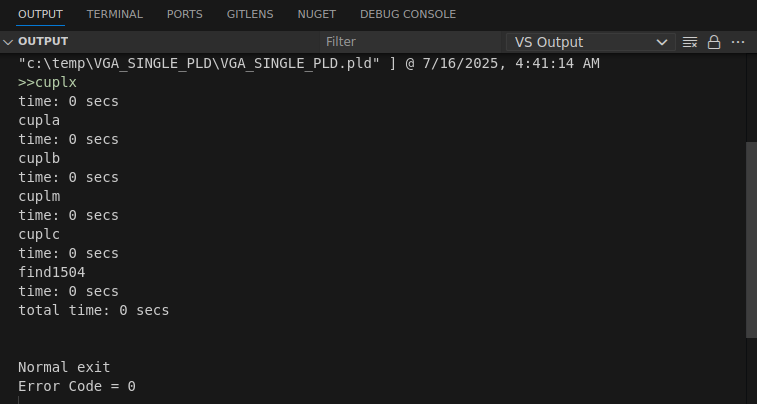 OUTPUT TERMINAL PORTS GITLENS NUGET DEBUG CONSOLE
OUTPUT Filter VS Output
"c:\temp\VGA_SINGLE_PLD\VGA_SINGLE_PLD.pld" ] @ 7/16/2025, 4:41:14 AM
>>cuplx
time: 0 secs
cupla
time: 0 secs
cuplb
time: 0 secs
cuplm
time: 0 secs
cuplc
time: 0 secs
find1504
time: 0 secs
total time: 0 secs
Normal exit
Error Code = 0